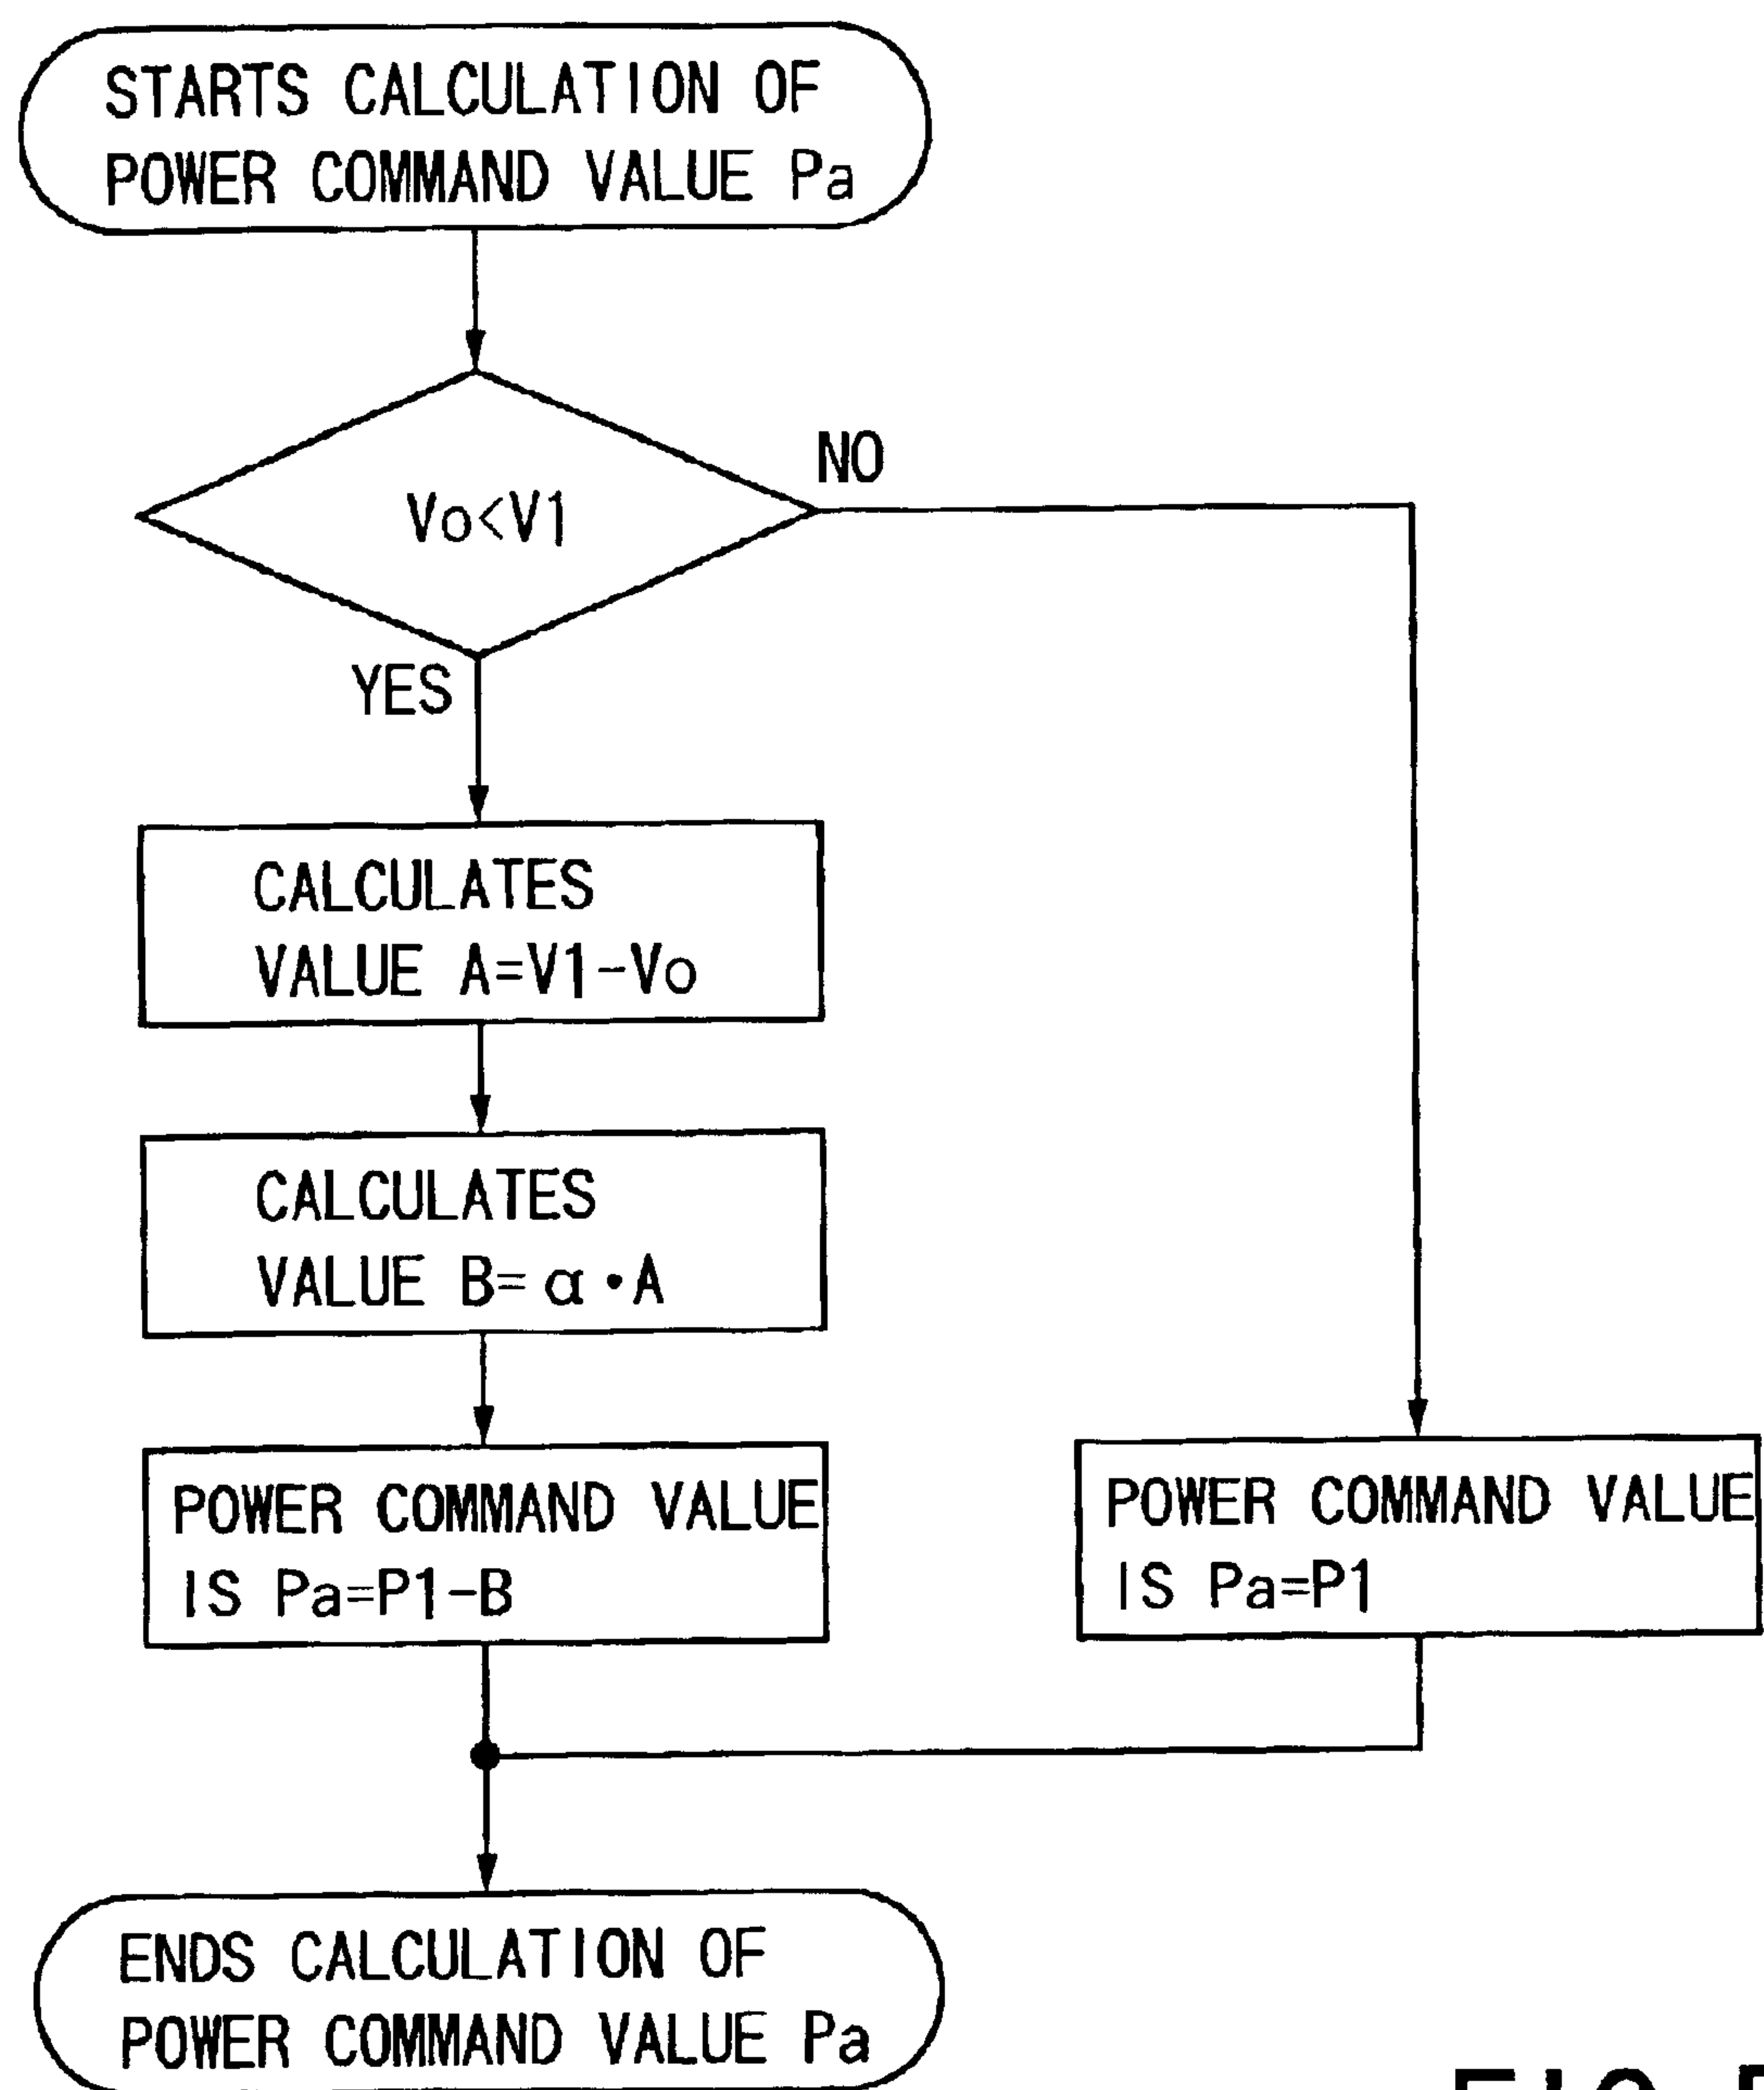 STARTS CALCULATION OF
POWER COMMAND VALUE Pa
Vo<V1
NO
YES
CALCULATES
VALUE A=V1-Vo
CALCULATES
VALUE B=α・A
POWER COMMAND VALUE
IS Pa=P1-B
POWER COMMAND VALUE
IS Pa=P1
ENDS CALCULATION OF
POWER COMMAND VALUE Pa